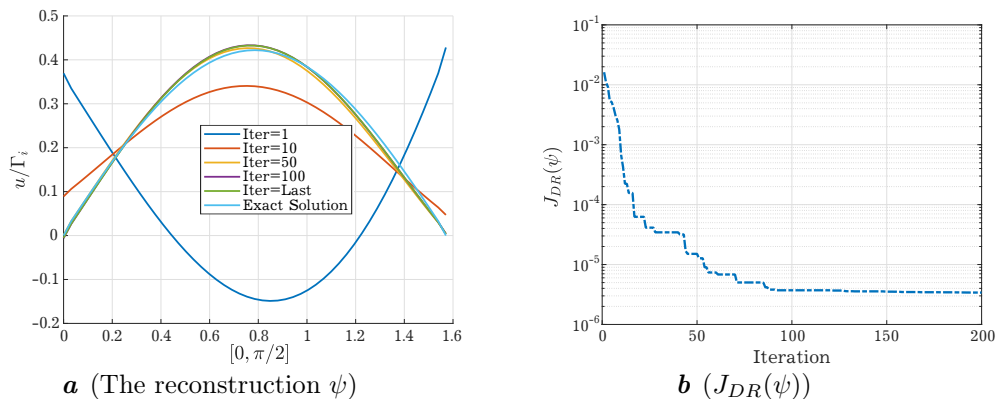 0.5
0.4
0.3
0.2
0.1
0
-0.1
-0.2
u/Γ_i
0 0.2 0.4 0.6 0.8 1 1.2 1.4 1.6
[0, π/2]
Iter=1
Iter=10
Iter=50
Iter=100
Iter=Last
Exact Solution
a (The reconstruction ψ)
10^-1
10^-2
10^-3
10^-4
10^-5
10^-6
J_DR(ψ)
0 50 100 150 200
Iteration
b (J_DR(ψ))